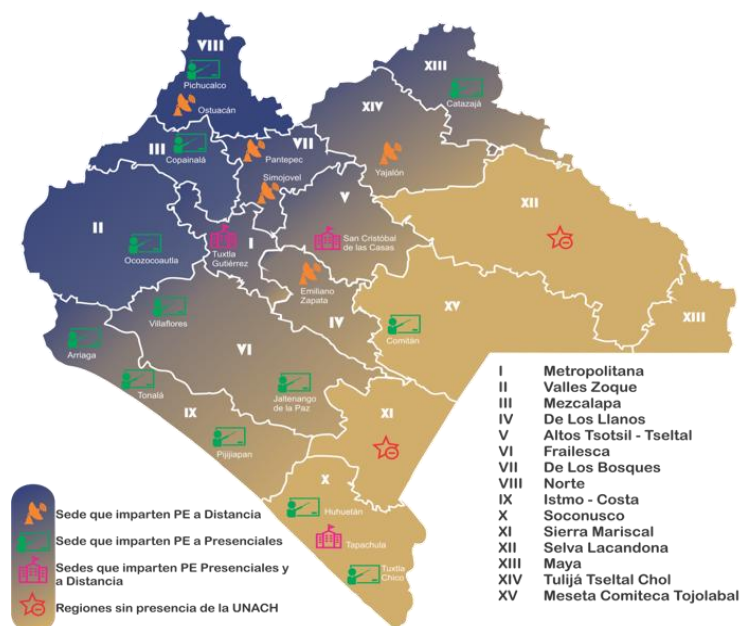 VIII
Pichucalco
Ostuacán
XIII
Catazajá
XIV
Yajalón
III
Copainalá
VII
Pantepec
Simojovel
V
San Cristóbal
de las Casas
II
Ocozocoautla
I
Tuxtla
Gutiérrez
XII
Emiliano
Zapata
IV
Villaflores
VI
Comitán
XV
XIII
Arriaga
Tonalá
Jaltenango
de la Paz
IX
Pijijiapan
XI
X
Huhuetán
Tapachula
Tuxtla
Chico
I Metropolitana
II Valles Zoque
III Mezcalapa
IV De Los Llanos
V Altos Tsotsil - Tseltal
VI Frailesca
VII De Los Bosques
VIII Norte
IX Istmo - Costa
X Soconusco
XI Sierra Mariscal
XII Selva Lacandona
XIII Maya
XIV Tulijá Tseltal Chol
XV Meseta Comiteca Tojolabal
Sede que imparten PE a Distancia
Sede que imparten PE a Presenciales
Sedes que imparten PE Presenciales y
a Distancia
Regiones sin presencia de la UNACH